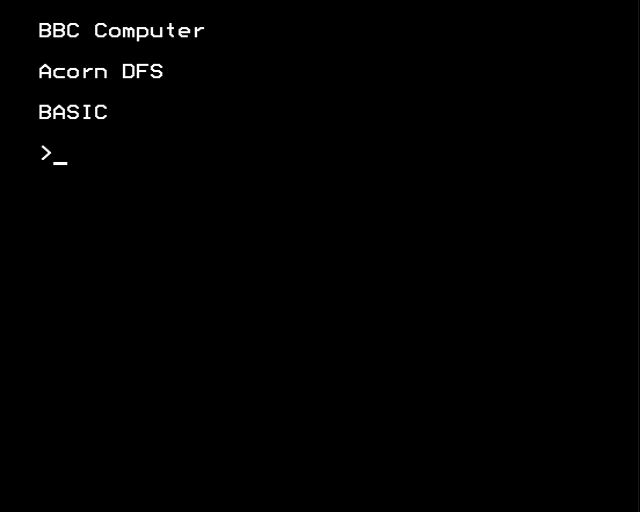 BBC Computer
Acorn DFS
BASIC
>_